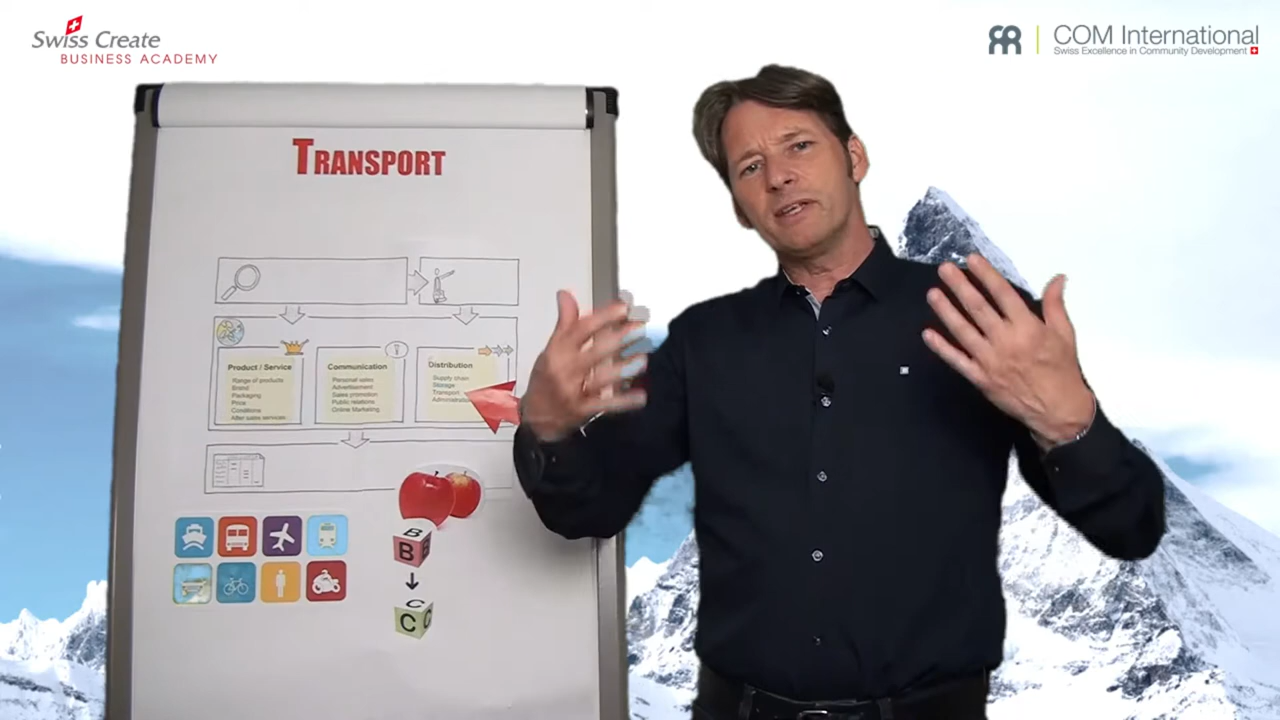 Swiss Create
BUSINESS ACADEMY
COM International
Swiss Excellence in Community Development
TRANSPORT
Product / Service
Range of products
Brand
Packaging
Price
Conditions
After sales services
Communication
Personal sales
Advertisement
Sales promotion
Public relations
Online Marketing
Distribution
Supply chain
Storage
Transport
B
B
B
C
C
C